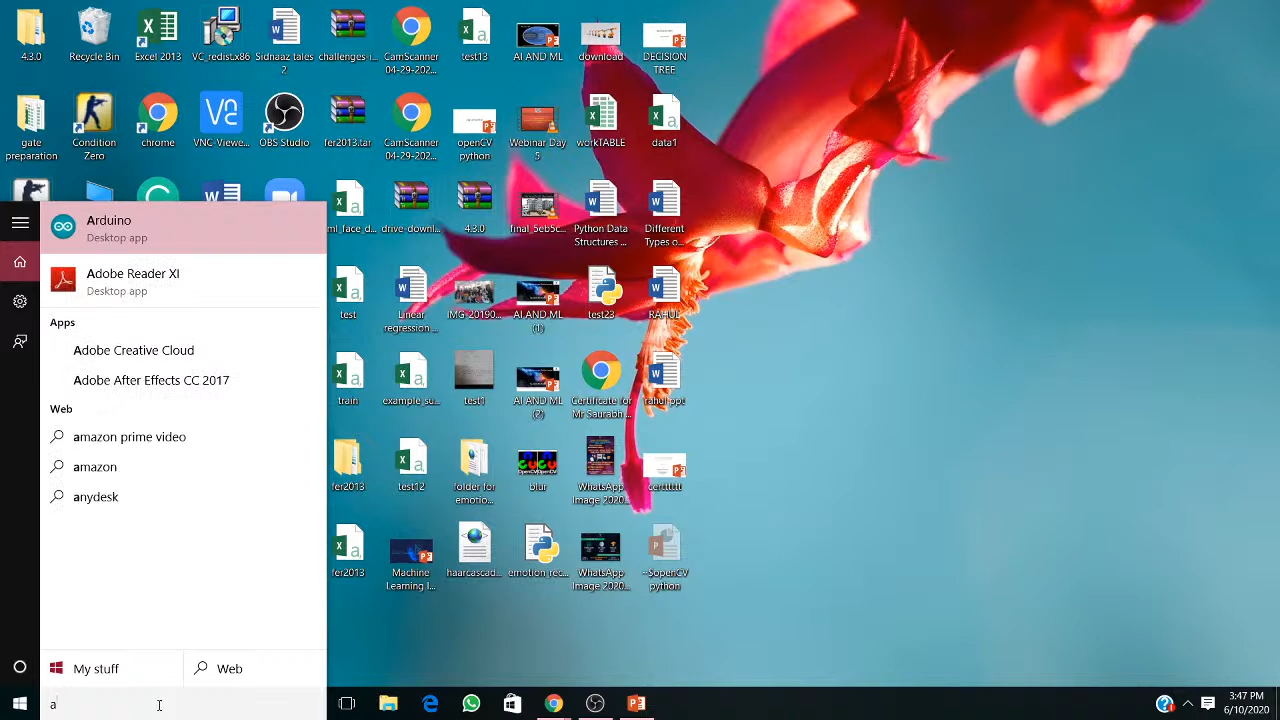 4.3.0
Recycle Bin
Excel 2013
VC_redist.x86
Sidnaaz tales
2
challenges-i...
CamScanner
04-29-202...
test13
AI AND ML
download
DECISION
TREE
gate
preparation
Condition
Zero
Chrome
VNC-Viewe...
OBS Studio
fer2013.tar
CamScanner
04-29-202...
openCV
python
Webinar Day
5
workTABLE
data1
ml_face_d...
drive-downl...
4.3.0
final_5eb5c...
Python Data
Structures ...
Different
Types o...
test
Linear
regression ...
IMG-20190...
AI AND ML
(1)
test23
RAHUL
train
example_su...
test1
AI AND ML
(2)
Certificate for
Mr Saurabh ...
rahul-ppt
fer2013
test12
folder for
emotio...
OpenCV
OpenCV
blur
WhatsApp
Image 2020...
certttttt
fer2013
Machine
Learning I...
haarcascad...
emotion_rec...
WhatsApp
Image 2020...
python
Arduino
Desktop app
Adobe Reader XI
Desktop app
Apps
Adobe Creative Cloud
Adobe After Effects CC 2017
Web
amazon prime video
amazon
anydesk
My stuff
Web
a
3:47 PM
6/10/2020